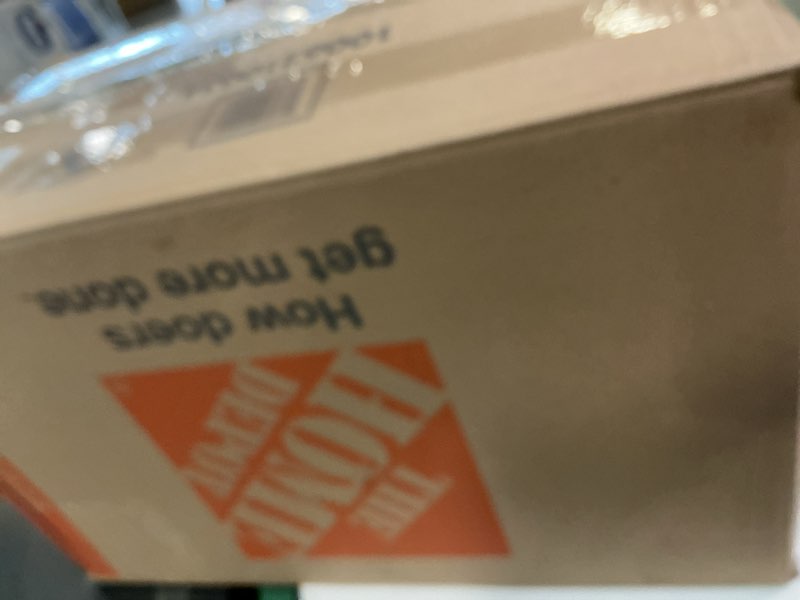 How doers
get more done.
THE
HOME
DEPOT